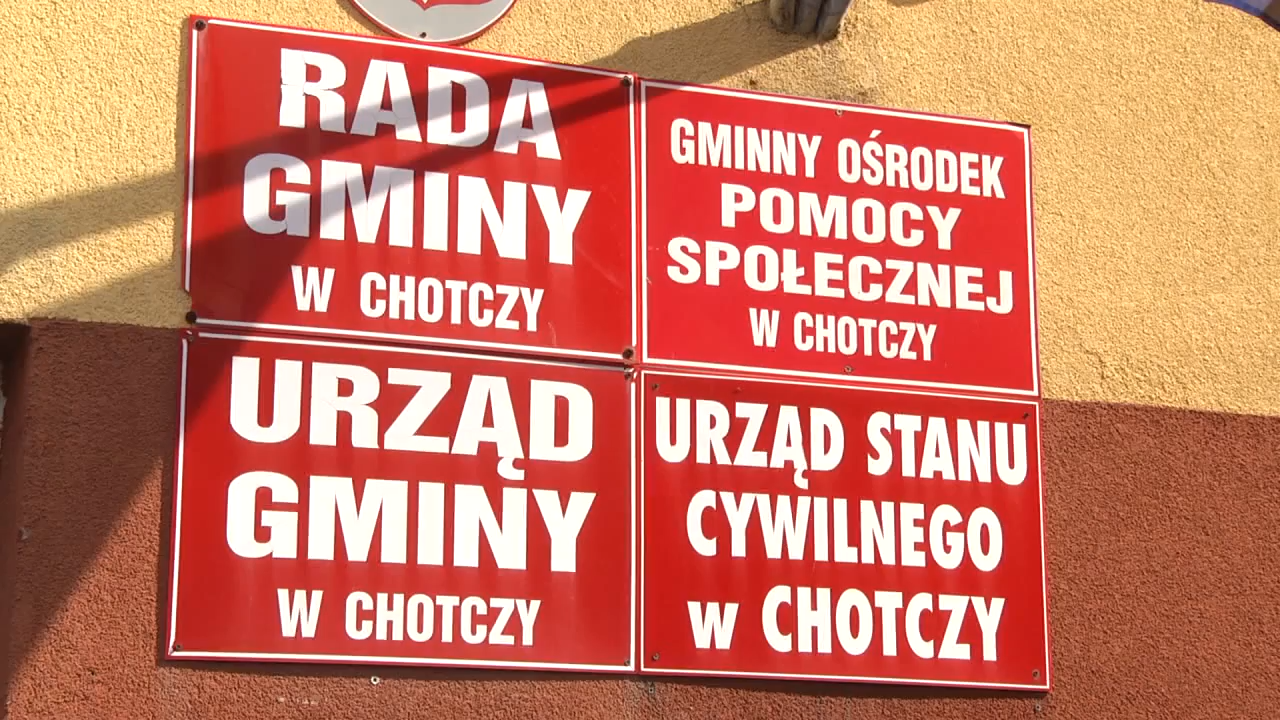 RADA
GMINY
W CHOTCZY
GMINNY OŚRODEK
POMOCY
SPOŁECZNEJ
W CHOTCZY
URZĄD
GMINY
W CHOTCZY
URZĄD STANU
CYWILNEGO
w CHOTCZY